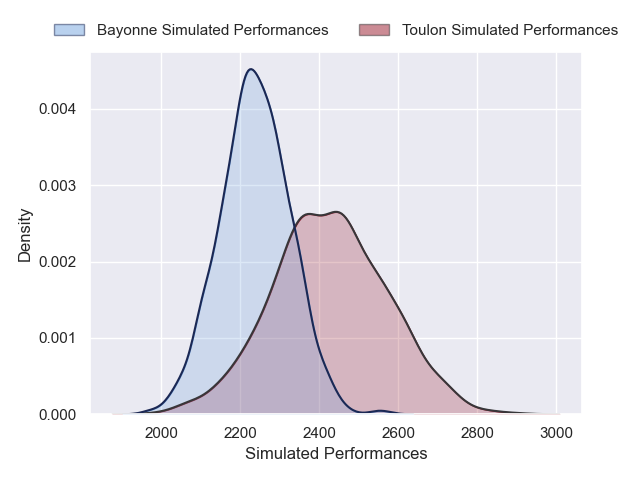 Bayonne Simulated Performances Toulon Simulated Performances
0.004
0.003
0.002
0.001
0.000
Density
2000 2200 2400 2600 2800 3000
Simulated Performances